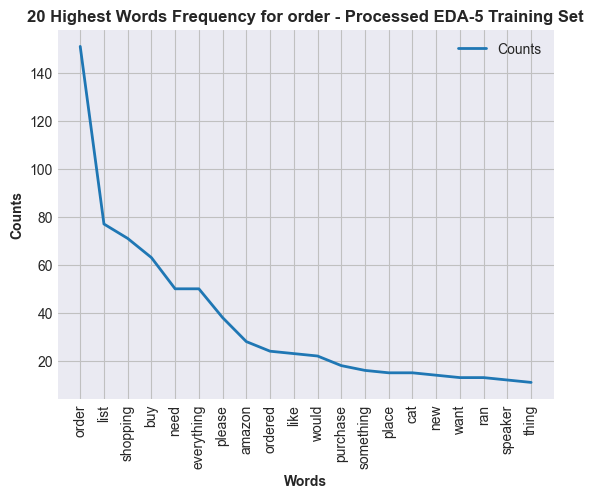 20 Highest Words Frequency for order - Processed EDA-5 Training Set
Counts
Counts
140
120
100
80
60
40
20
order
list
shopping
buy
need
everything
please
amazon
ordered
like
would
purchase
something
place
cat
new
want
ran
speaker
thing
Words